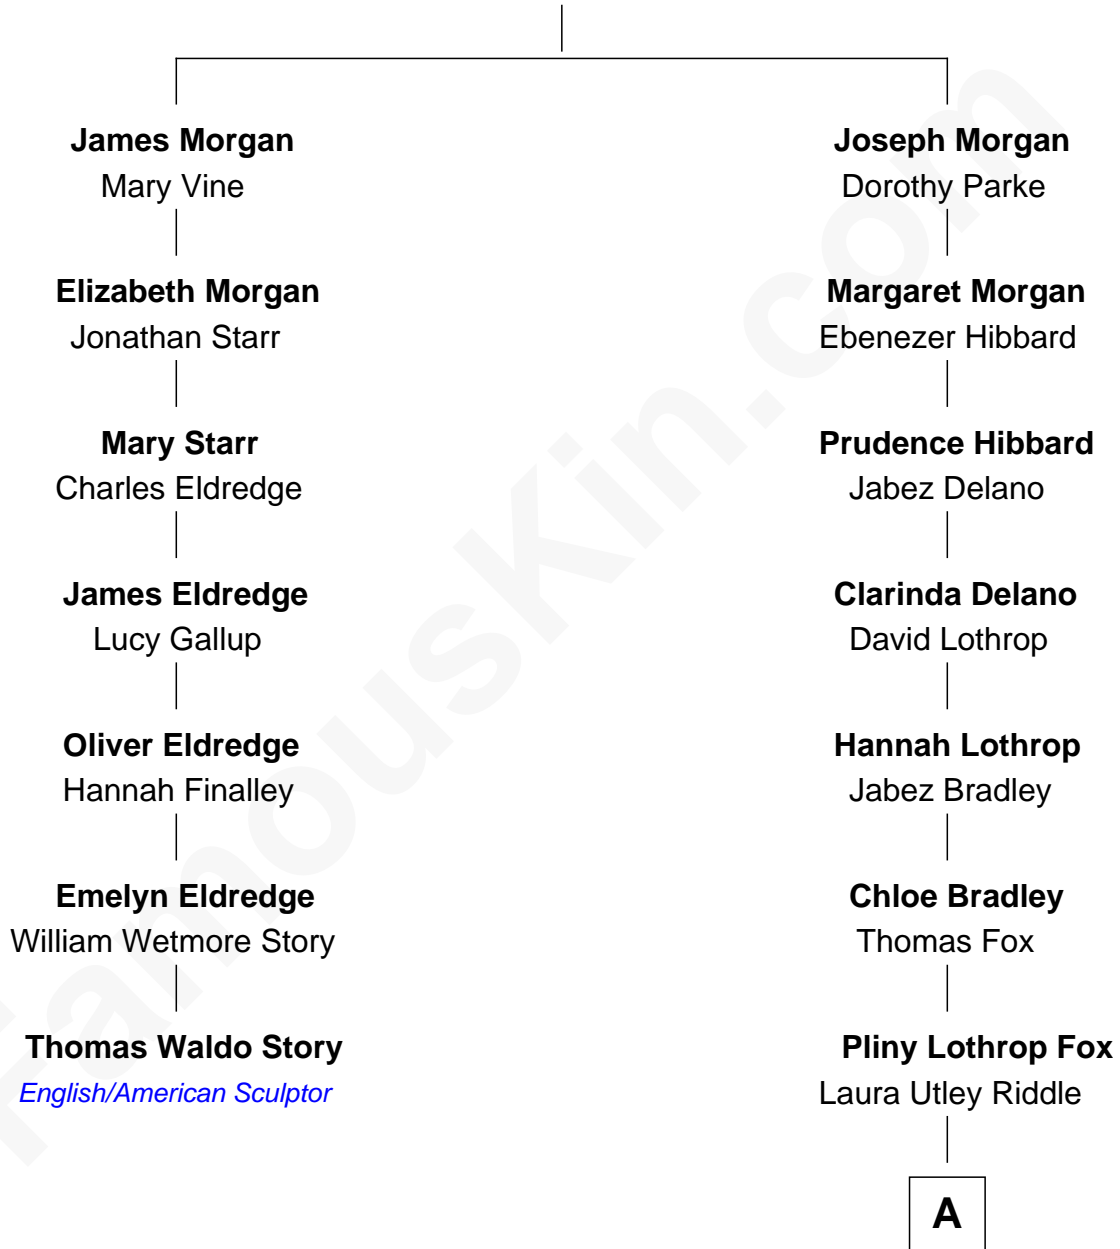 James Morgan
Mary Vine
Elizabeth Morgan
Jonathan Starr
Mary Starr
Charles Eldredge
James Eldredge
Lucy Gallup
Oliver Eldredge
Hannah Finalley
Emelyn Eldredge
William Wetmore Story
Thomas Waldo Story
English/American Sculptor
Joseph Morgan
Dorothy Parke
Margaret Morgan
Ebenezer Hibbard
Prudence Hibbard
Jabez Delano
Clarinda Delano
David Lothrop
Hannah Lothrop
Jabez Bradley
Chloe Bradley
Thomas Fox
Pliny Lothrop Fox
Laura Utley Riddle
A
FamousKin.com